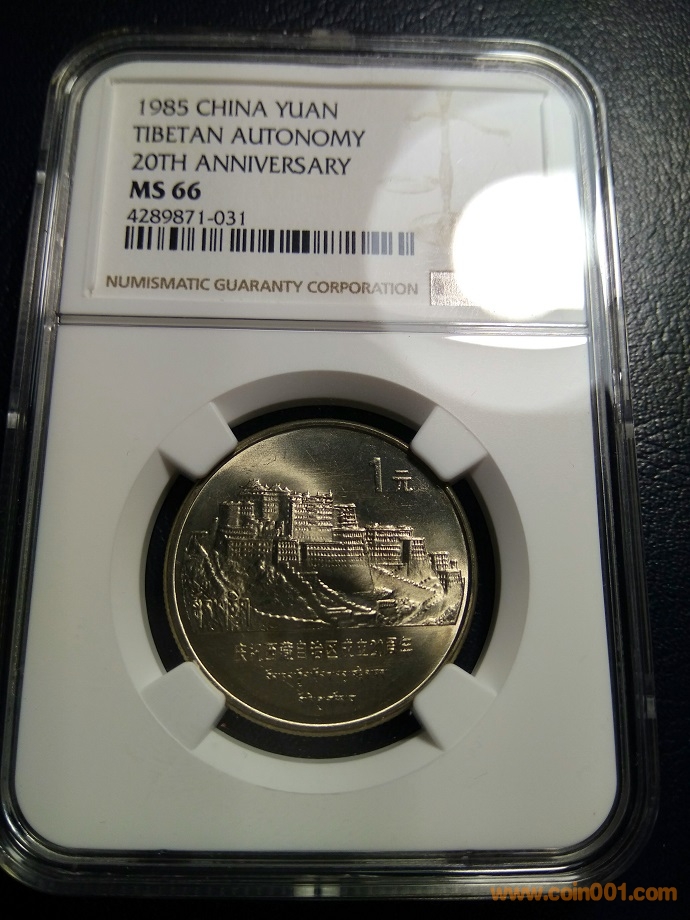 1985 CHINA YUAN
TIBETAN AUTONOMY
20TH ANNIVERSARY
MS 66
4289871-031
NUMISMATIC GUARANTY CORPORATION
1元
庆祝西藏自治区成立20周年
www.coin001.com